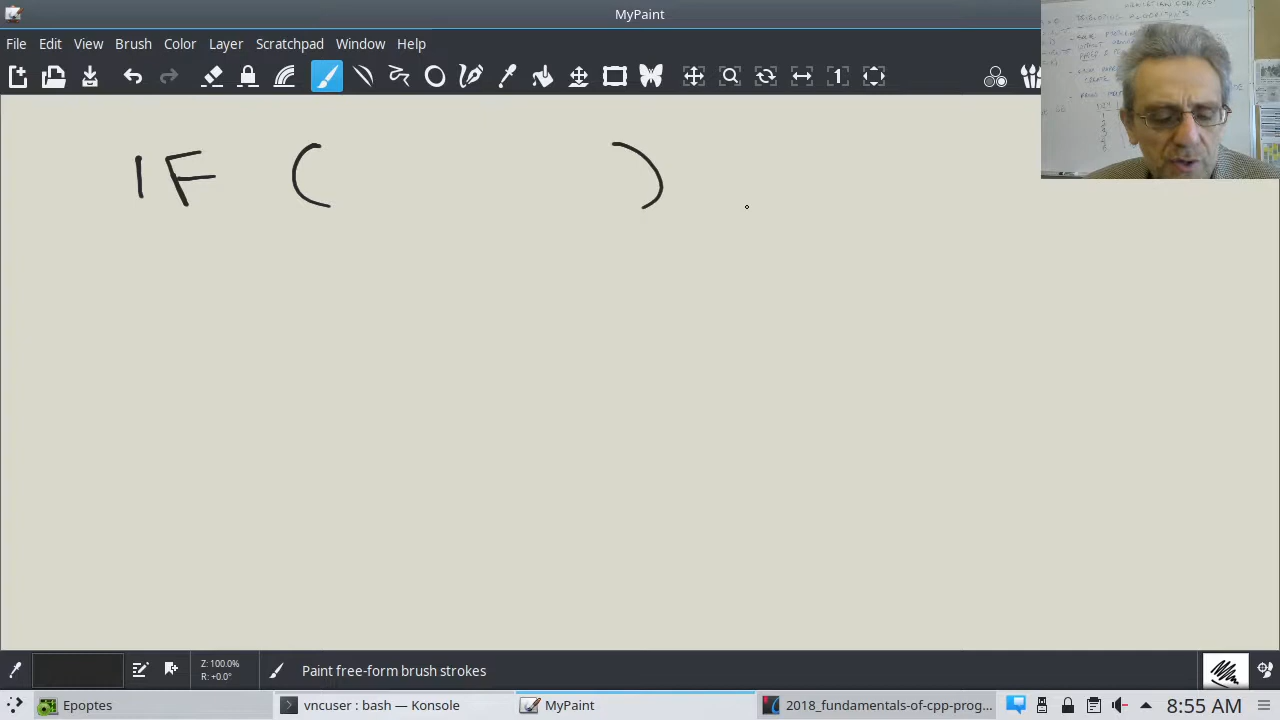 MyPaint
File Edit View Brush Color Layer Scratchpad Window Help
IF ( )
Z: 100.0%
R: +0.0°
Paint free-form brush strokes
Epoptes
vncuser : bash — Konsole
MyPaint
2018_fundamentals-of-cpp-prog...
8:55 AM